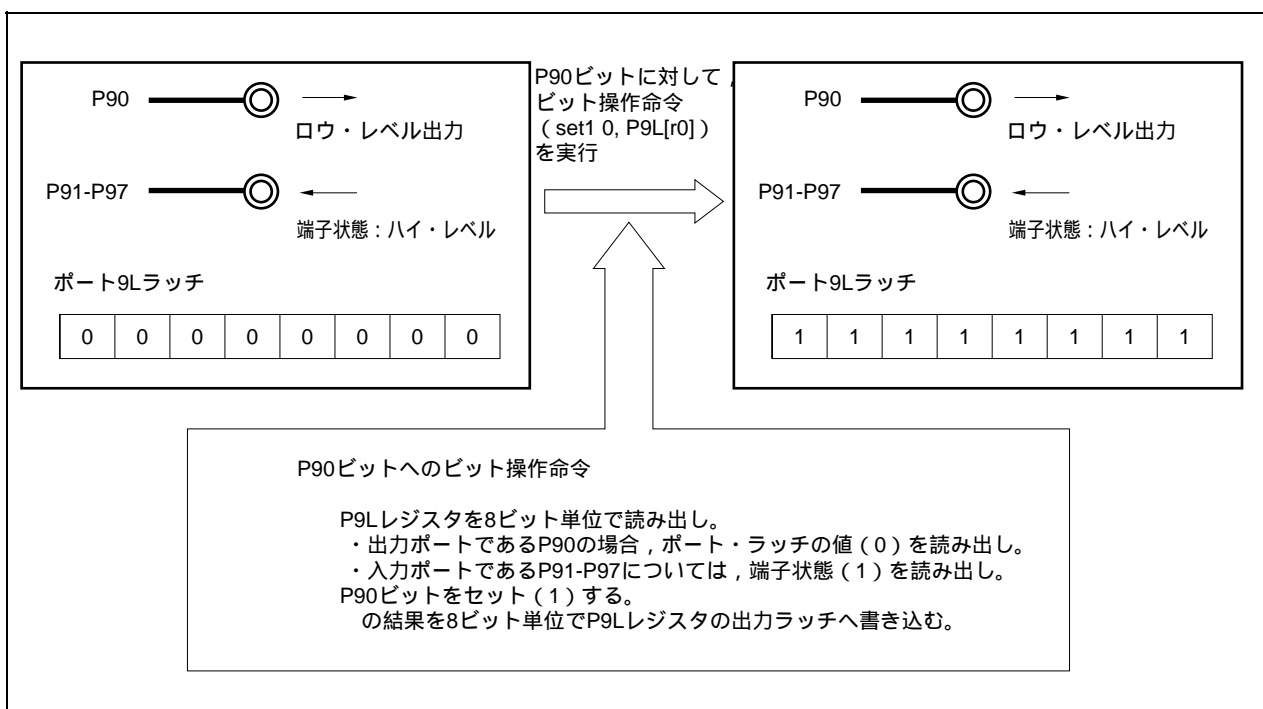 P90
ロウ・レベル出力
P91-P97
端子状態：ハイ・レベル
ポート9Lラッチ
0 0 0 0 0 0 0 0
P90ビットに対して，
ビット操作命令
（set1 0, P9L[r0]）
を実行
P90
ロウ・レベル出力
P91-P97
端子状態：ハイ・レベル
ポート9Lラッチ
1 1 1 1 1 1 1 1
P90ビットへのビット操作命令
P9Lレジスタを8ビット単位で読み出し。
・出力ポートであるP90の場合，ポート・ラッチの値（0）を読み出し。
・入力ポートであるP91-P97については，端子状態（1）を読み出し。
P90ビットをセット（1）する。
の結果を8ビット単位でP9Lレジスタの出力ラッチへ書き込む。